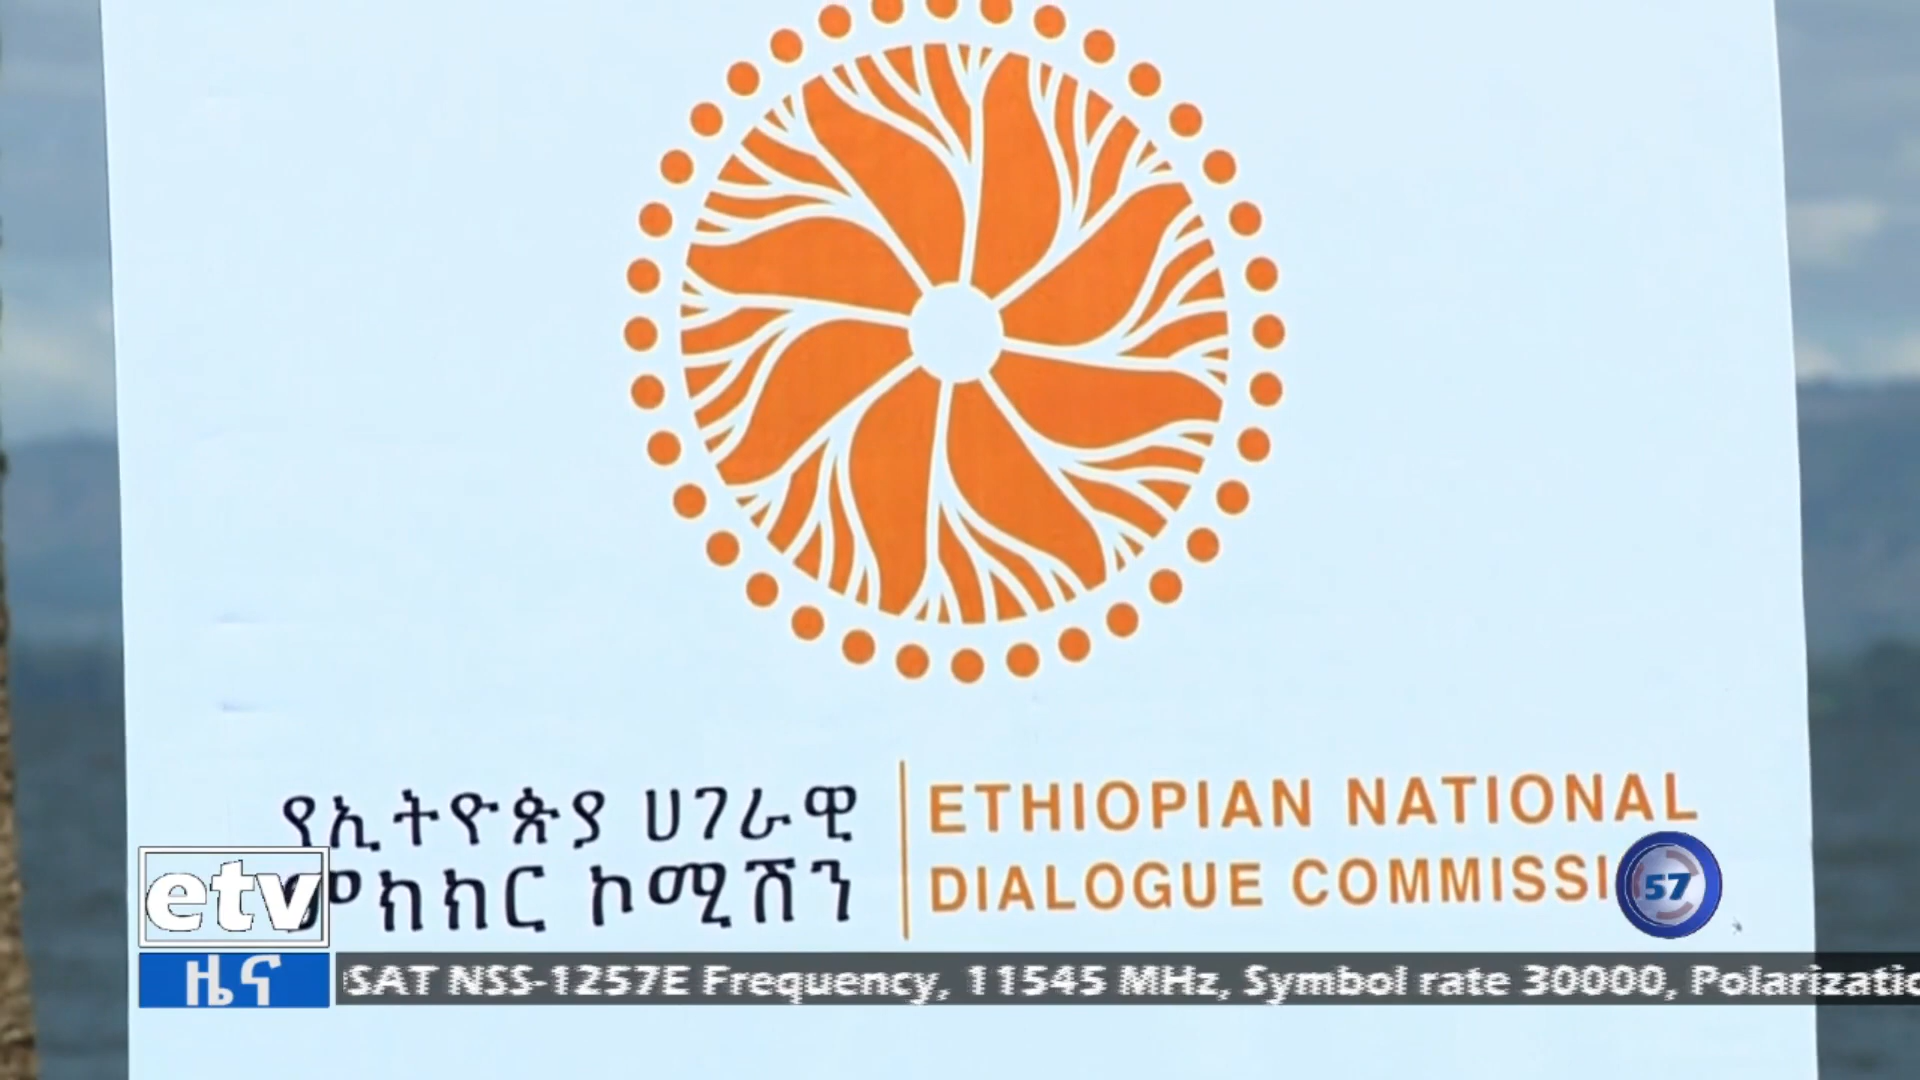 የኢትዮጵያ ሀገራዊ
ምክክር ኮሚሽን
ETHIOPIAN NATIONAL
DIALOGUE COMMISSI
57
etv
ዜና
SAT NSS-1257E Frequency, 11545 MHz, Symbol rate 30000, Polarizatio